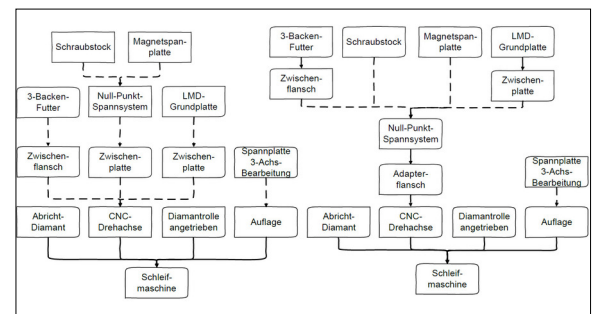 Schraubstock
Magnetspan-
platte
3-Backen-
Futter
Null-Punkt-
Spannsystem
LMD-
Grundplatte
Zwischen-
flansch
Zwischen-
platte
Zwischen-
platte
Spannplatte
3-Achs-
Bearbeitung
Abricht-
Diamant
CNC-
Drehachse
Diamantrolle
angetrieben
Auflage
Schleif-
maschine
3-Backen-
Futter
Schraubstock
Magnetspan-
platte
LMD-
Grundplatte
Zwischen-
flansch
Zwischen-
platte
Null-Punkt-
Spannsystem
Adapter-
flansch
Spannplatte
3-Achs-
Bearbeitung
Abricht-
Diamant
CNC-
Drehachse
Diamantrolle
angetrieben
Auflage
Schleif-
maschine